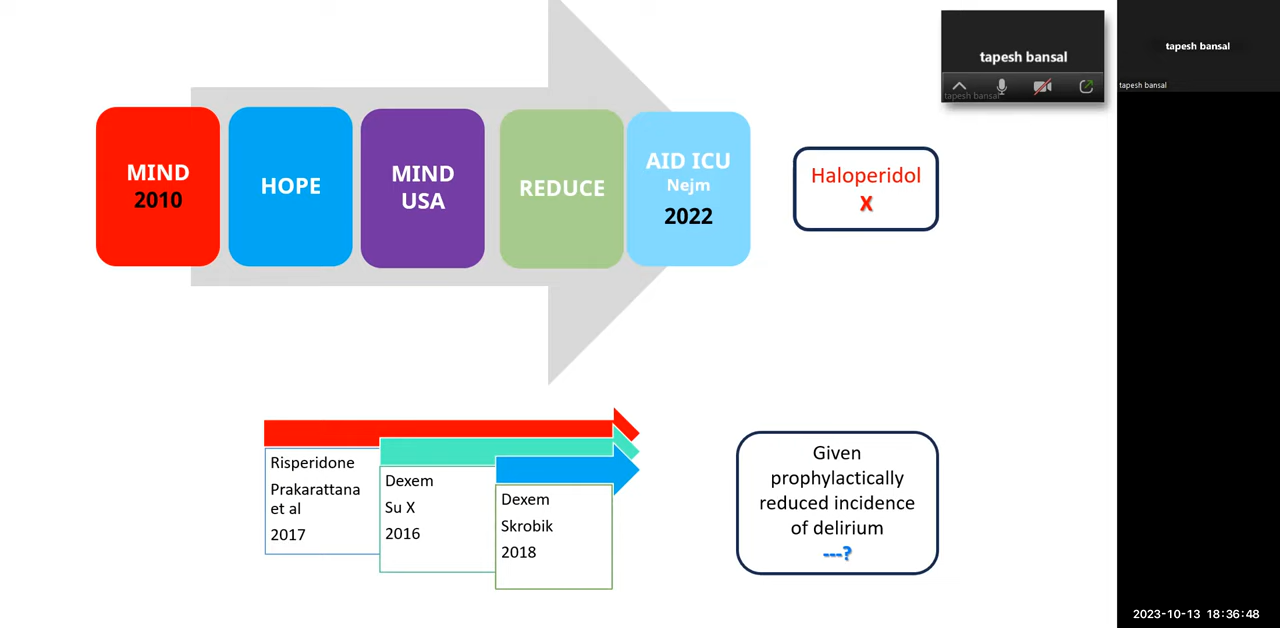 MIND
2010
HOPE
MIND
USA
REDUCE
AID ICU
Nejm
2022
Haloperidol
X
tapesh bansal
tapesh bansal
tapesh bansal
tapesh bansal
Risperidone
Prakarattana
et al
2017
Dexem
Su X
2016
Dexem
Skrobik
2018
Given
prophylactically
reduced incidence
of delirium
---?
2023-10-13 18:36:48